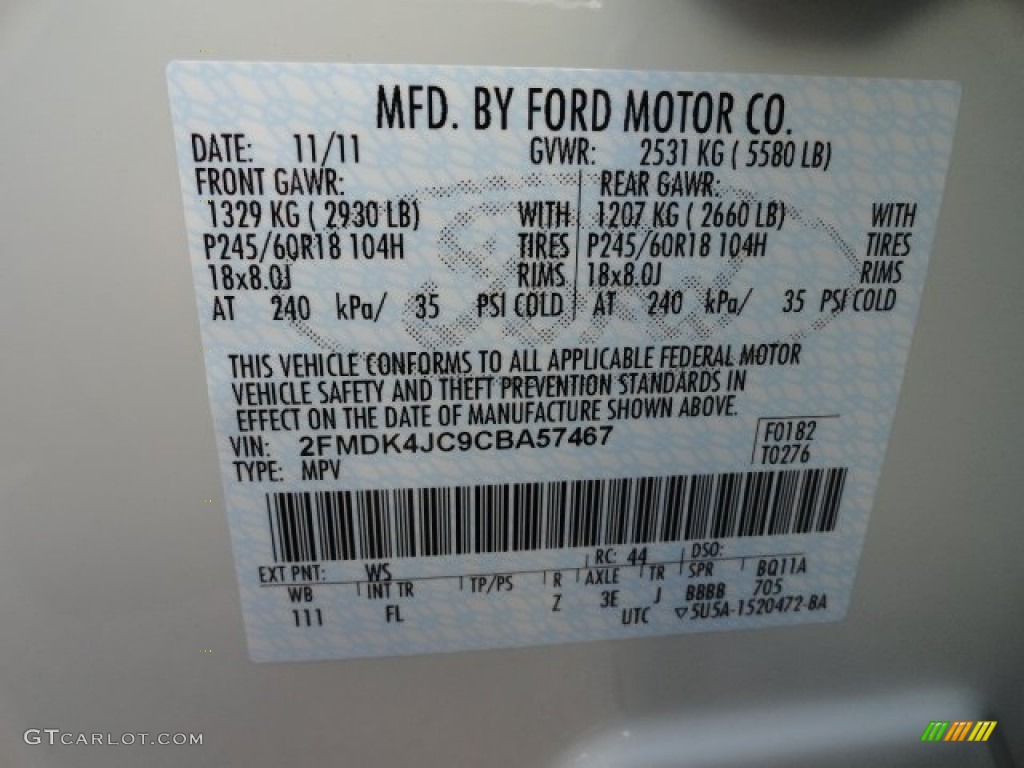 MFD. BY FORD MOTOR CO.
DATE: 11/11 GVWR: 2531 KG ( 5580 LB)
FRONT GAWR: REAR GAWR:
1329 KG ( 2930 LB) WITH 1207 KG ( 2660 LB) WITH
P245/60R18 104H TIRES P245/60R18 104H TIRES
18x8.0J RIMS 18x8.0J RIMS
AT 240 kPa/ 35 PSI COLD AT 240 kPa/ 35 PSI COLD
THIS VEHICLE CONFORMS TO ALL APPLICABLE FEDERAL MOTOR
VEHICLE SAFETY AND THEFT PREVENTION STANDARDS IN
EFFECT ON THE DATE OF MANUFACTURE SHOWN ABOVE.
VIN: 2FMDK4JC9CBA57467 F0182
TYPE: MPV T0276
EXT PNT: WS RC: 44 DSO:
WB INT TR TP/PS R AXLE TR SPR BQ11A
111 FL Z 3E J BBBB 705
UTC ▽5U5A-1520472-BA
GTCARLOT.COM